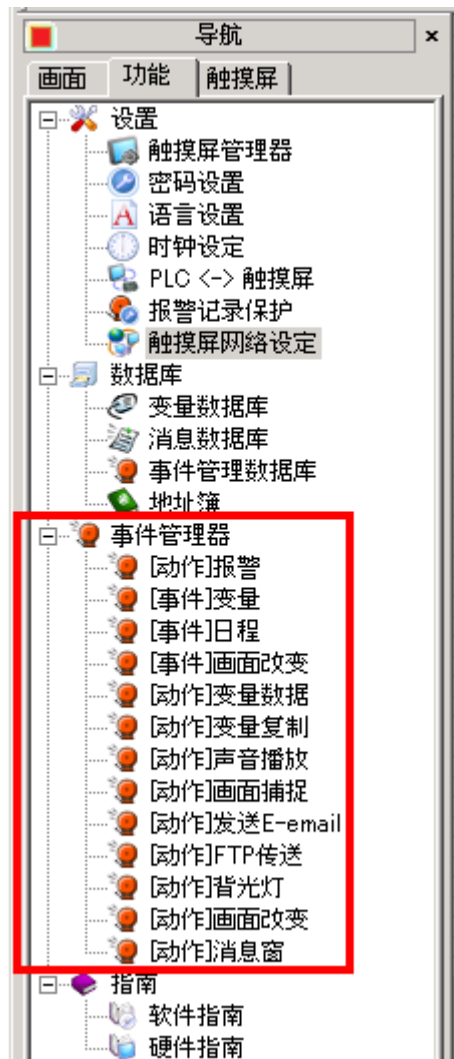 导航
画面 功能 触摸屏
设置
触摸屏管理器
密码设置
语言设置
时钟设定
PLC <-> 触摸屏
报警记录保护
触摸屏网络设定
数据库
变量数据库
消息数据库
事件管理数据库
地址簿
事件管理器
[动作]报警
[事件]变量
[事件]日程
[事件]画面改变
[动作]变量数据
[动作]变量复制
[动作]声音播放
[动作]画面捕捉
[动作]发送E-email
[动作]FTP传送
[动作]背光灯
[动作]画面改变
[动作]消息窗
指南
软件指南
硬件指南